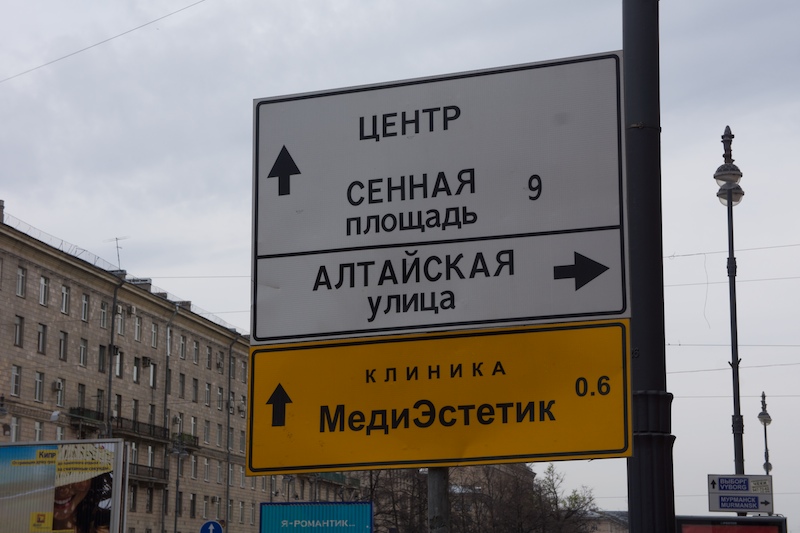 ЦЕНТР
СЕННАЯ 9
площадь
АЛТАЙСКАЯ
улица
КЛИНИКА
0.6
МедиЭстетик
Я-РОМАНТИК..
ВЫБОРГ
VYBORG
МУРМАНСК
MURMANSK